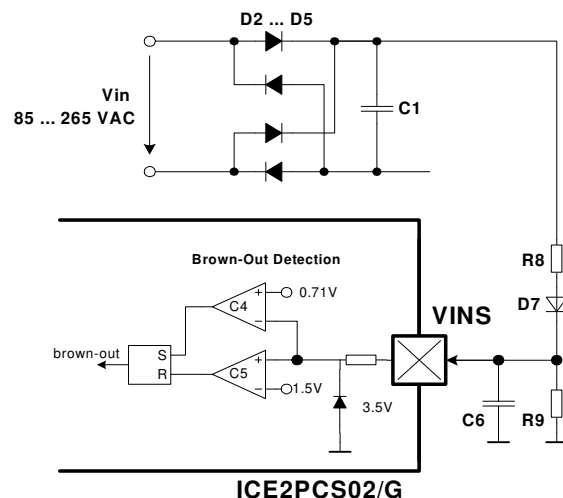 D2 ... D5
Vin
85 ... 265 VAC
C1
R8
Brown-Out Detection
D7
C4
+
−
0.71V
VINS
brown-out
S
R
C5
+
−
1.5V
3.5V
C6
R9
ICE2PCS02/G